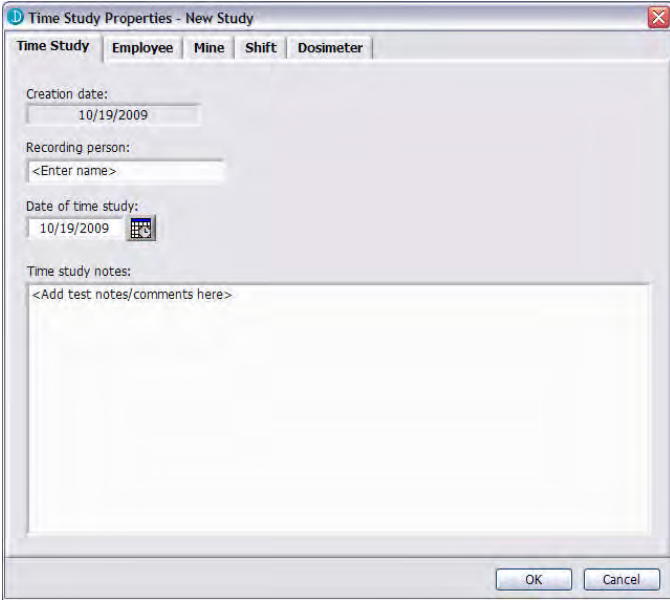 Time Study Properties - New Study
Time Study Employee Mine Shift Dosimeter
Creation date:
10/19/2009
Recording person:
<Enter name>
Date of time study:
10/19/2009
Time study notes:
<Add test notes/comments here>
OK Cancel